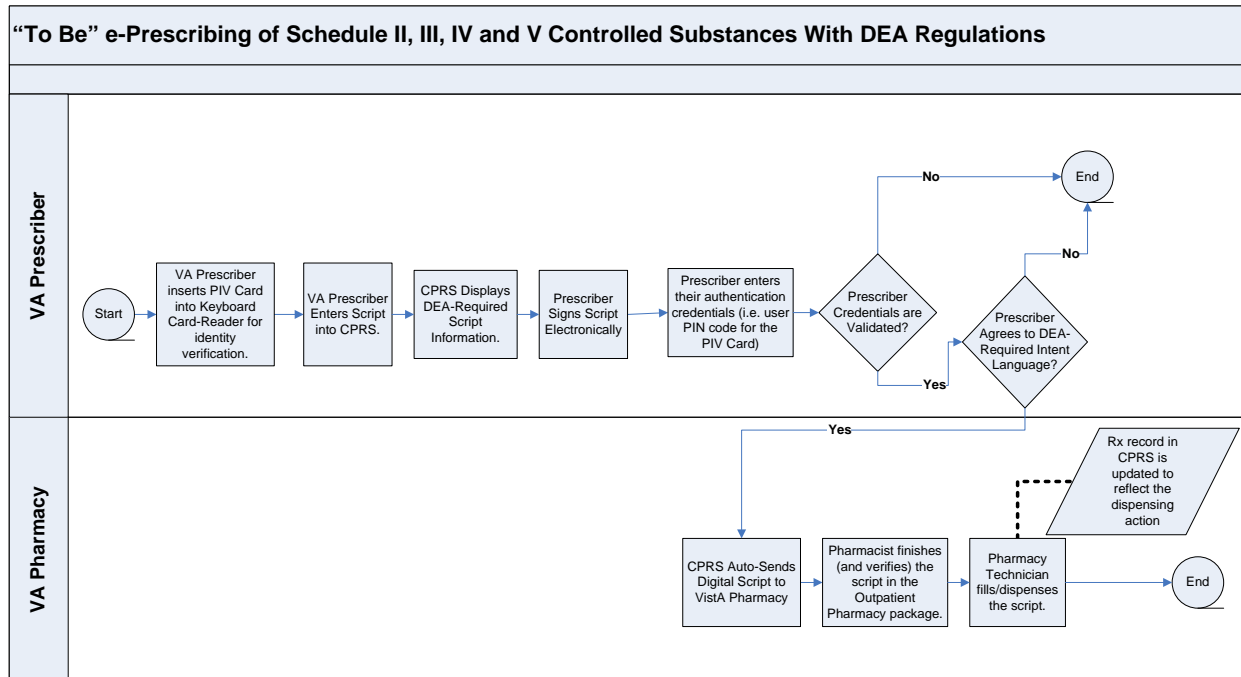 “To Be” e-Prescribing of Schedule II, III, IV and V Controlled Substances With DEA Regulations
VA Prescriber
Start
VA Prescriber
inserts PIV Card
into Keyboard
Card-Reader for
identity
verification.
VA Prescriber
Enters Script
into CPRS.
CPRS Displays
DEA-Required
Script
Information.
Prescriber
Signs Script
Electronically
Prescriber enters
their authentication
credentials (i.e. user
PIN code for the
PIV Card)
Prescriber
Credentials are
Validated?
No
End
Yes
Prescriber
Agrees to DEA-
Required Intent
Language?
No
Yes
VA Pharmacy
CPRS Auto-Sends
Digital Script to
VistA Pharmacy
Pharmacist finishes
(and verifies) the
script in the
Outpatient
Pharmacy package.
Pharmacy
Technician
fills/dispenses
the script.
Rx record in
CPRS is
updated to
reflect the
dispensing
action
End